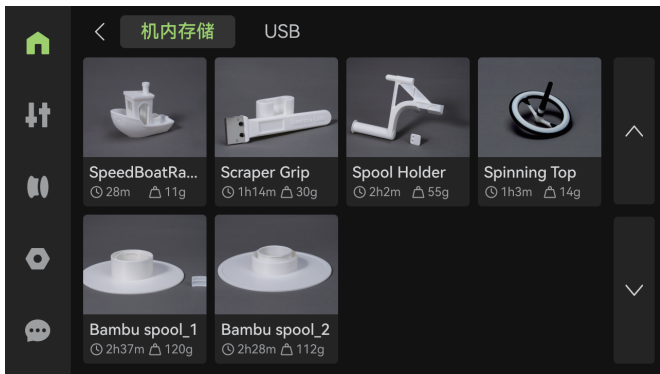 机内存储 USB
SpeedBoatRa... Scraper Grip Spool Holder Spinning Top
28m 11g 1h14m 30g 2h2m 55g 1h3m 14g
Bambu spool_1 Bambu spool_2
2h37m 120g 2h28m 112g